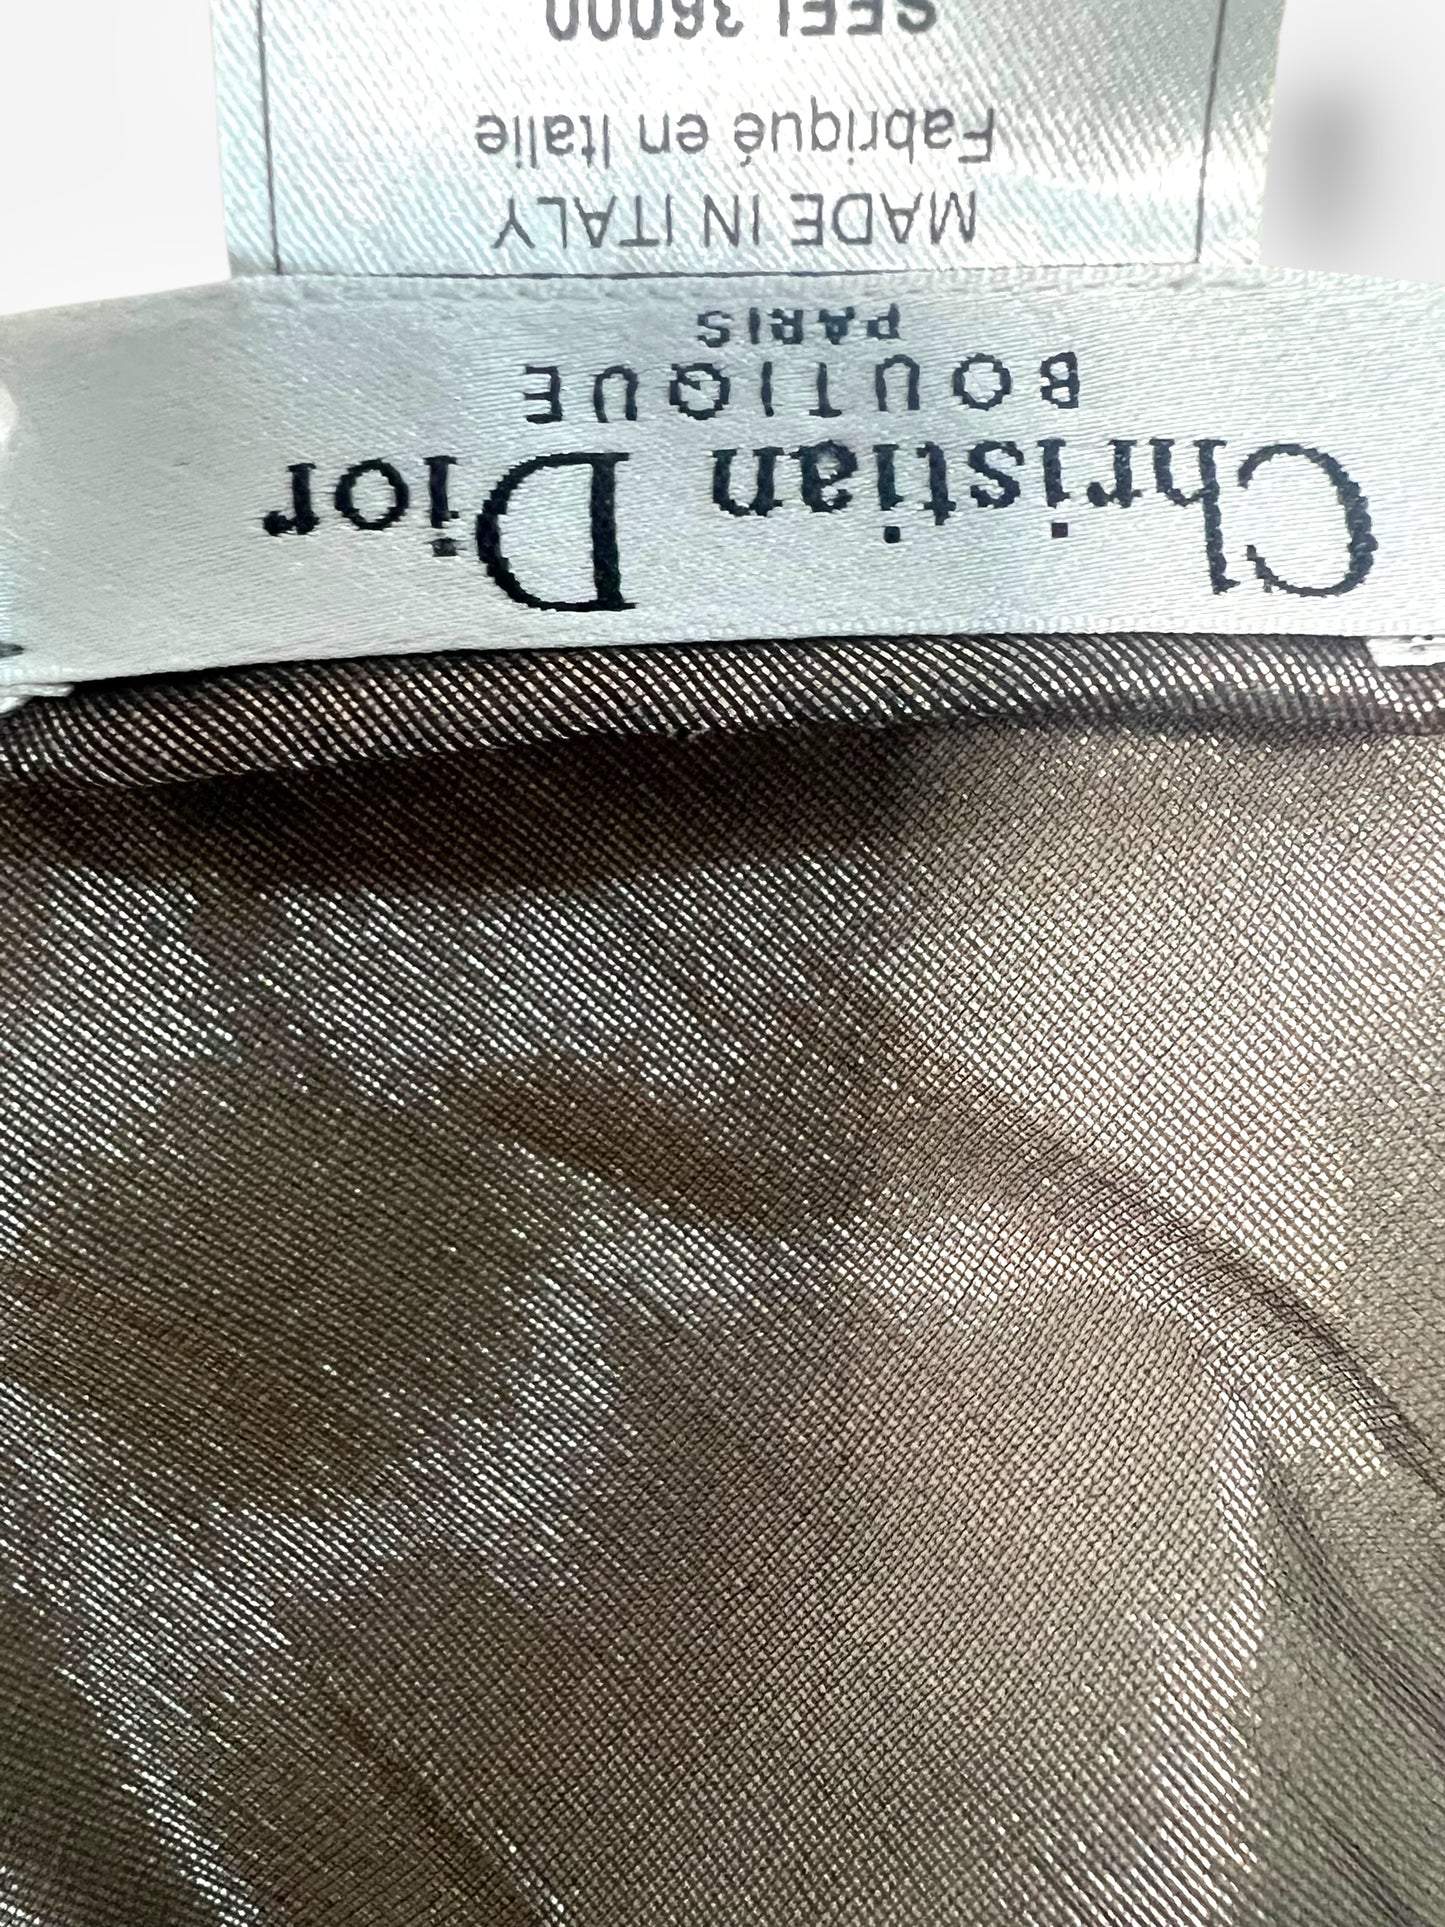 Christian Dior
BOUTIQUE
PARIS
MADE IN ITALY
Fabriqué en Italie